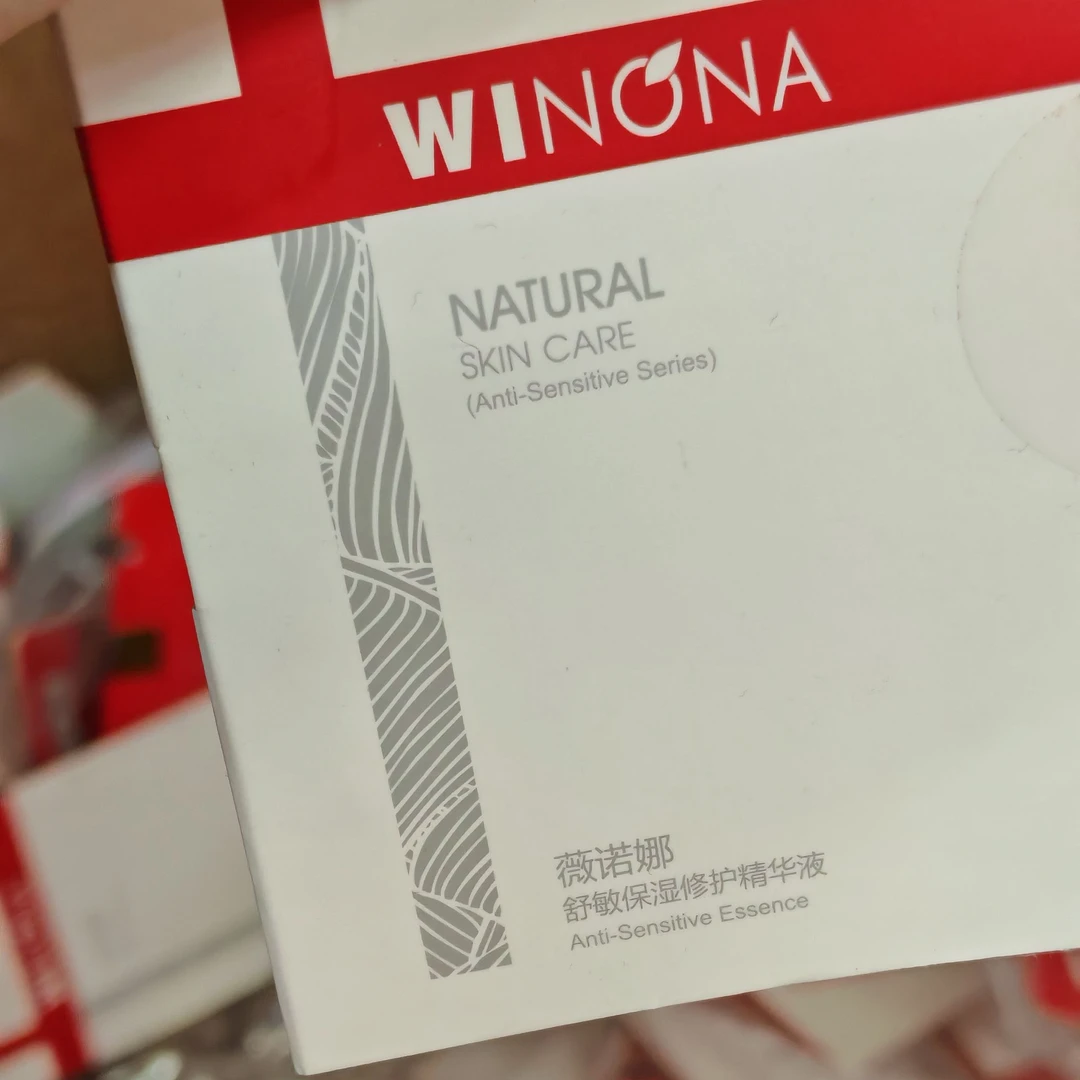 WINONA
NATURAL
SKIN CARE
(Anti-Sensitive Series)
薇诺娜
舒敏保湿修护精华液
Anti-Sensitive Essence